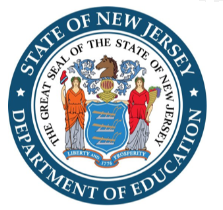 STATE OF NEW JERSEY
THE GREAT SEAL OF THE STATE OF NEW JERSEY
LIBERTY AND PROSPERITY
1776
DEPARTMENT OF EDUCATION